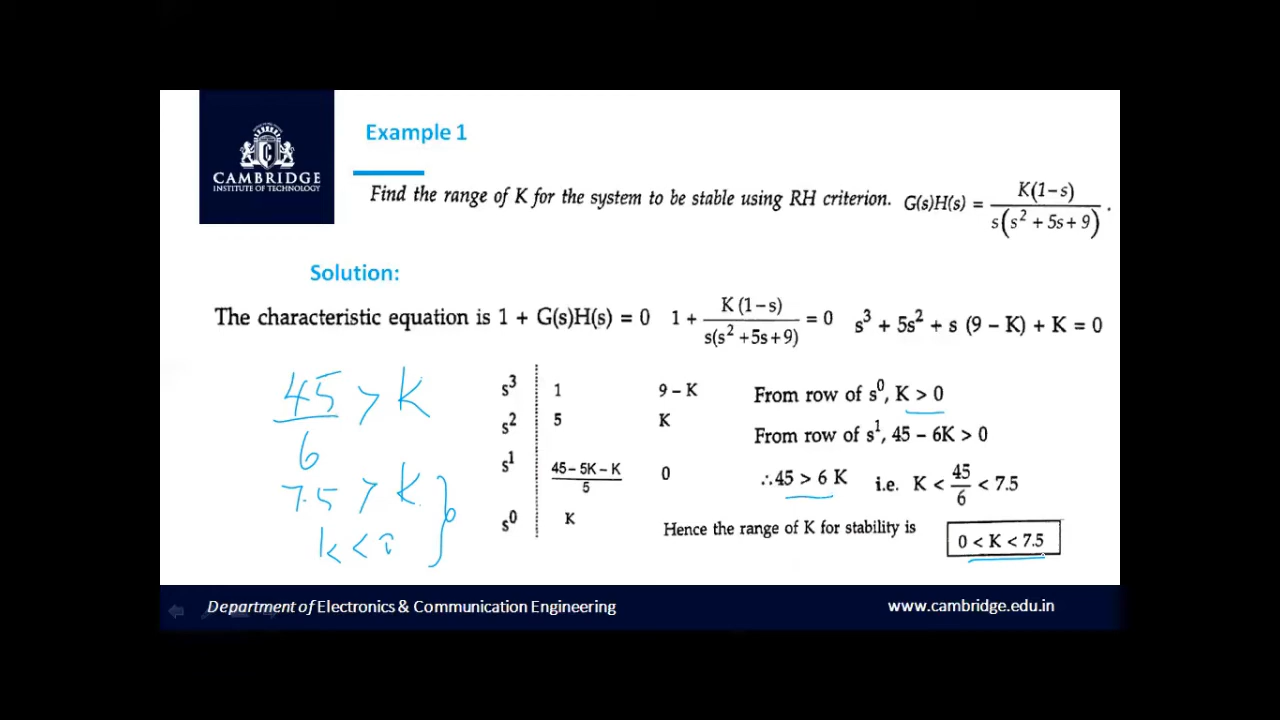 CAMBRIDGE
INSTITUTE OF TECHNOLOGY
Example 1
Find the range of K for the system to be stable using RH criterion. G(s)H(s) = K(1−s) / s(s² + 5s + 9) .
Solution:
The characteristic equation is 1 + G(s)H(s) = 0 1 + K (1−s) / s(s² +5s+9) = 0 s³ + 5s² + s (9 − K) + K = 0
45 / 6 > K
7.5 > K
k <
s³ 1 9 − K
s² 5 K
s¹ 45 − 5K − K / 5 0
s⁰ K
From row of s⁰, K > 0
From row of s¹, 45 − 6K > 0
∴45 > 6 K i.e. K < 45 / 6 < 7.5
Hence the range of K for stability is 0 < K < 7.5
Department of Electronics & Communication Engineering
www.cambridge.edu.in